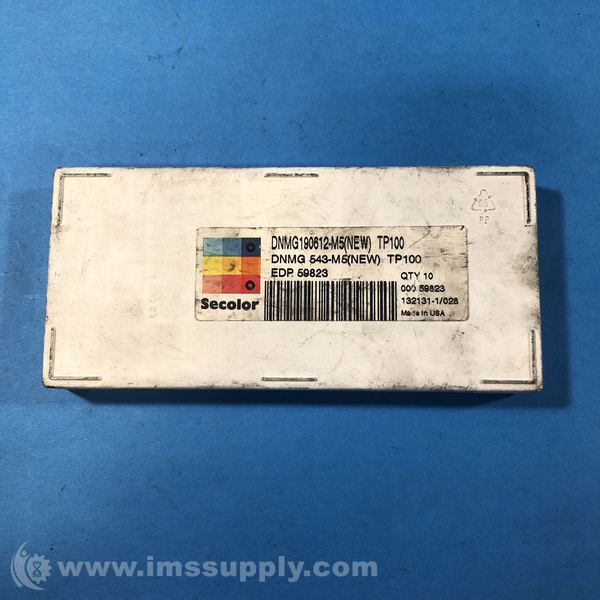 DNMG190612-M5(NEW) TP100
DNMG 543-M5(NEW) TP100
EDP 59823
QTY 10
000 59823
132131-1/028
Made in USA
Secolor
PP
www.imssupply.com